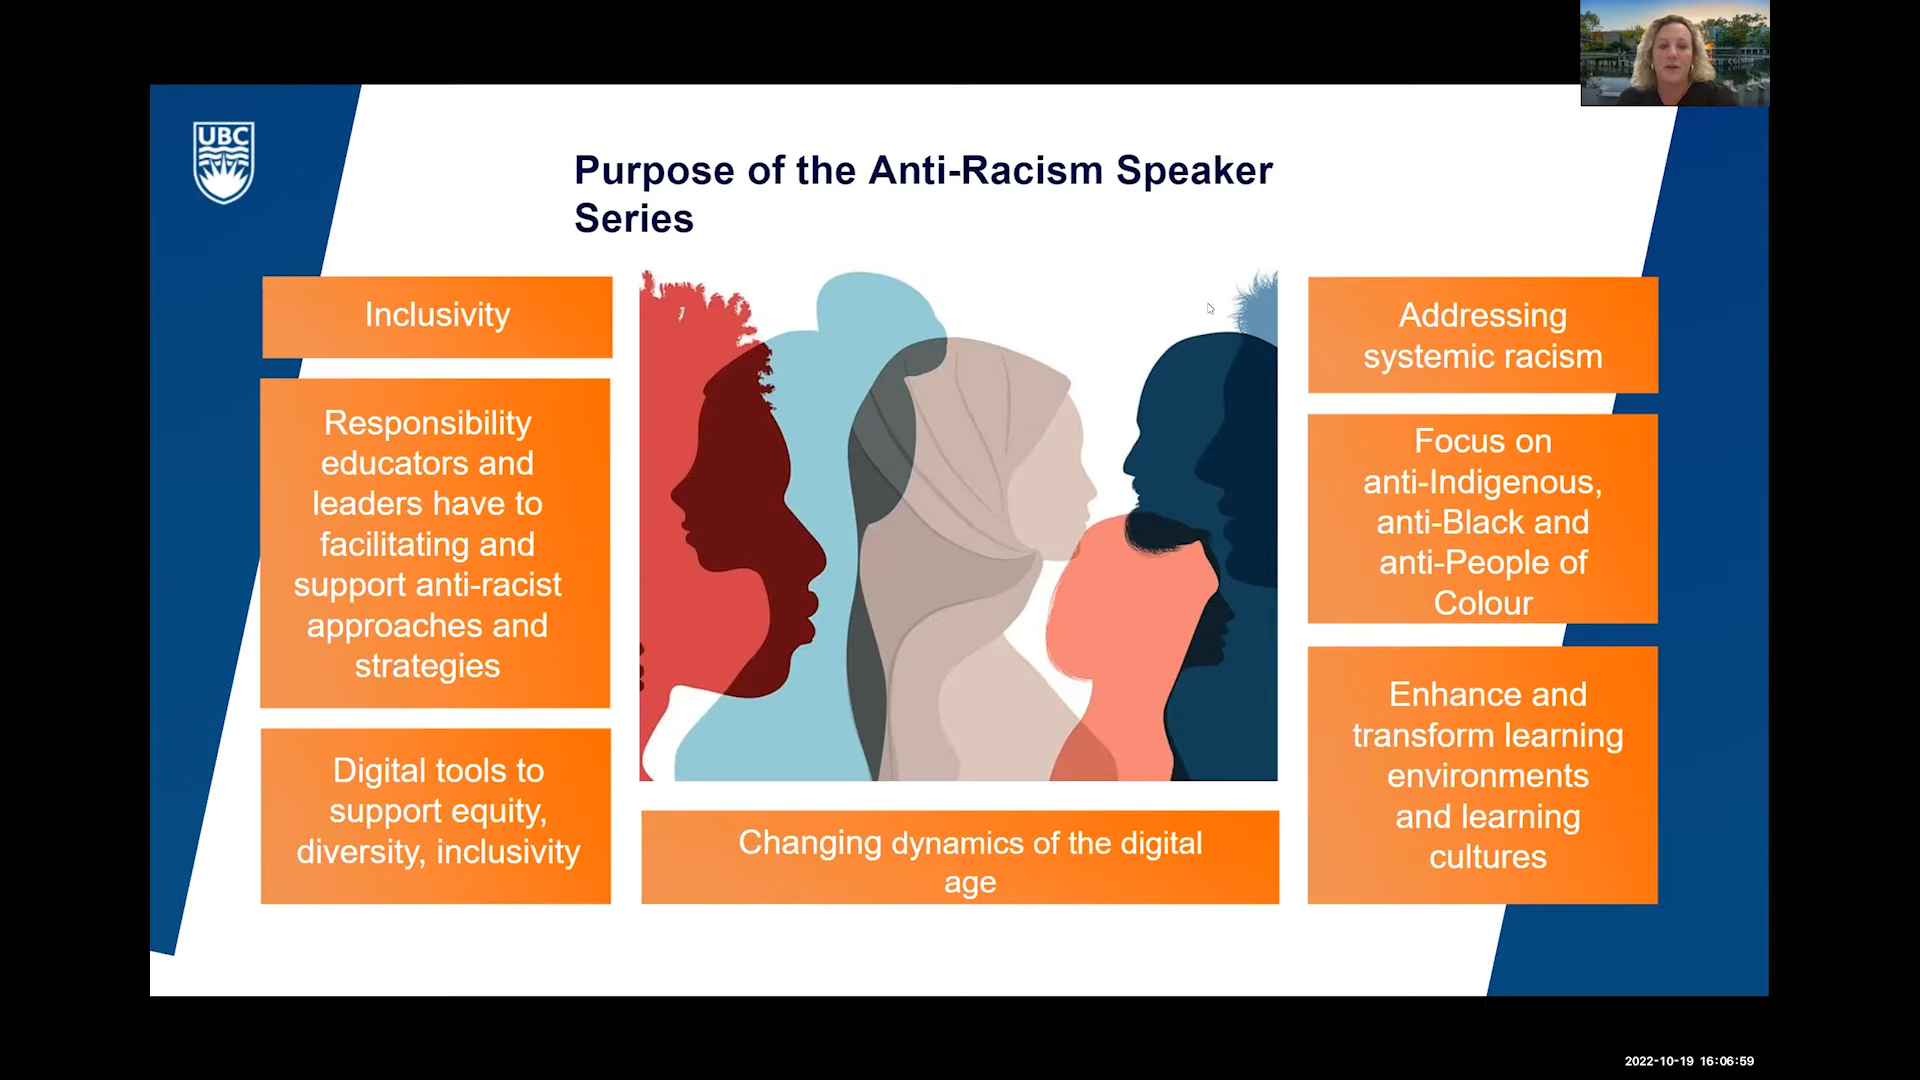 UBC
Purpose of the Anti-Racism Speaker
Series
Inclusivity
Responsibility
educators and
leaders have to
facilitating and
support anti-racist
approaches and
strategies
Digital tools to
support equity,
diversity, inclusivity
Changing dynamics of the digital
age
Addressing
systemic racism
Focus on
anti-Indigenous,
anti-Black and
anti-People of
Colour
Enhance and
transform learning
environments
and learning
cultures
2022-10-19 16:06:59